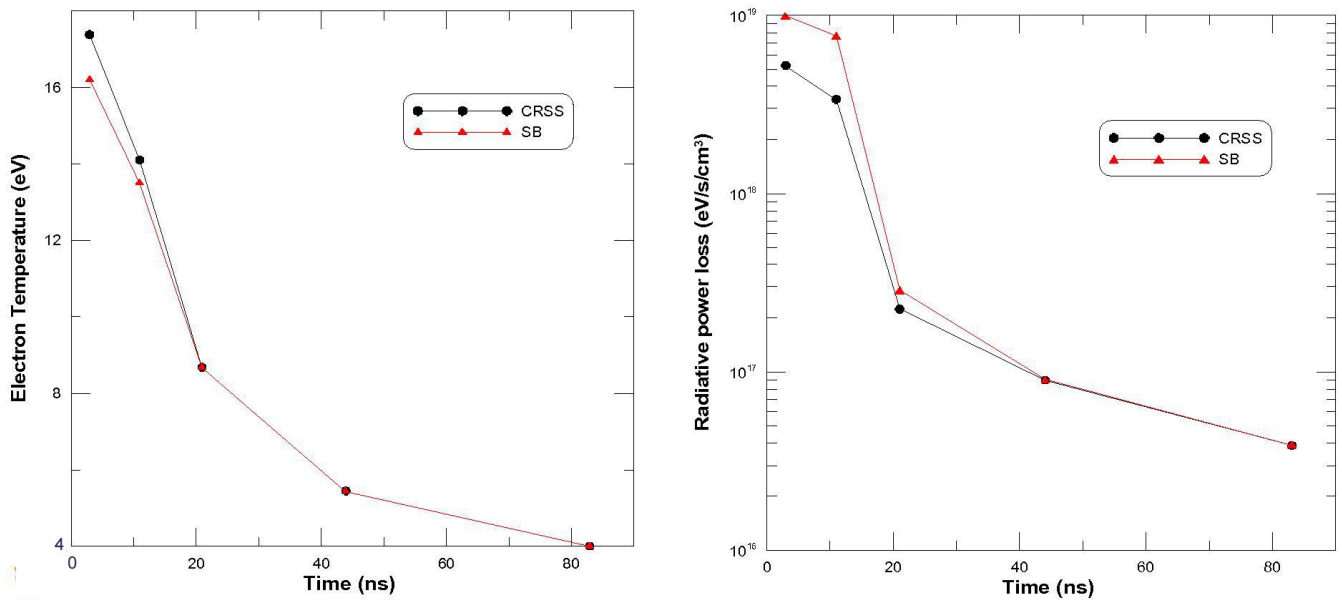 Electron Temperature (eV)
16
12
8
4
CRSS
SB
0
20
40
60
80
Time (ns)
Radiative power loss (eV/s/cm³)
10¹⁹
10¹⁸
10¹⁷
10¹⁶
CRSS
SB
0
20
40
60
80
Time (ns)